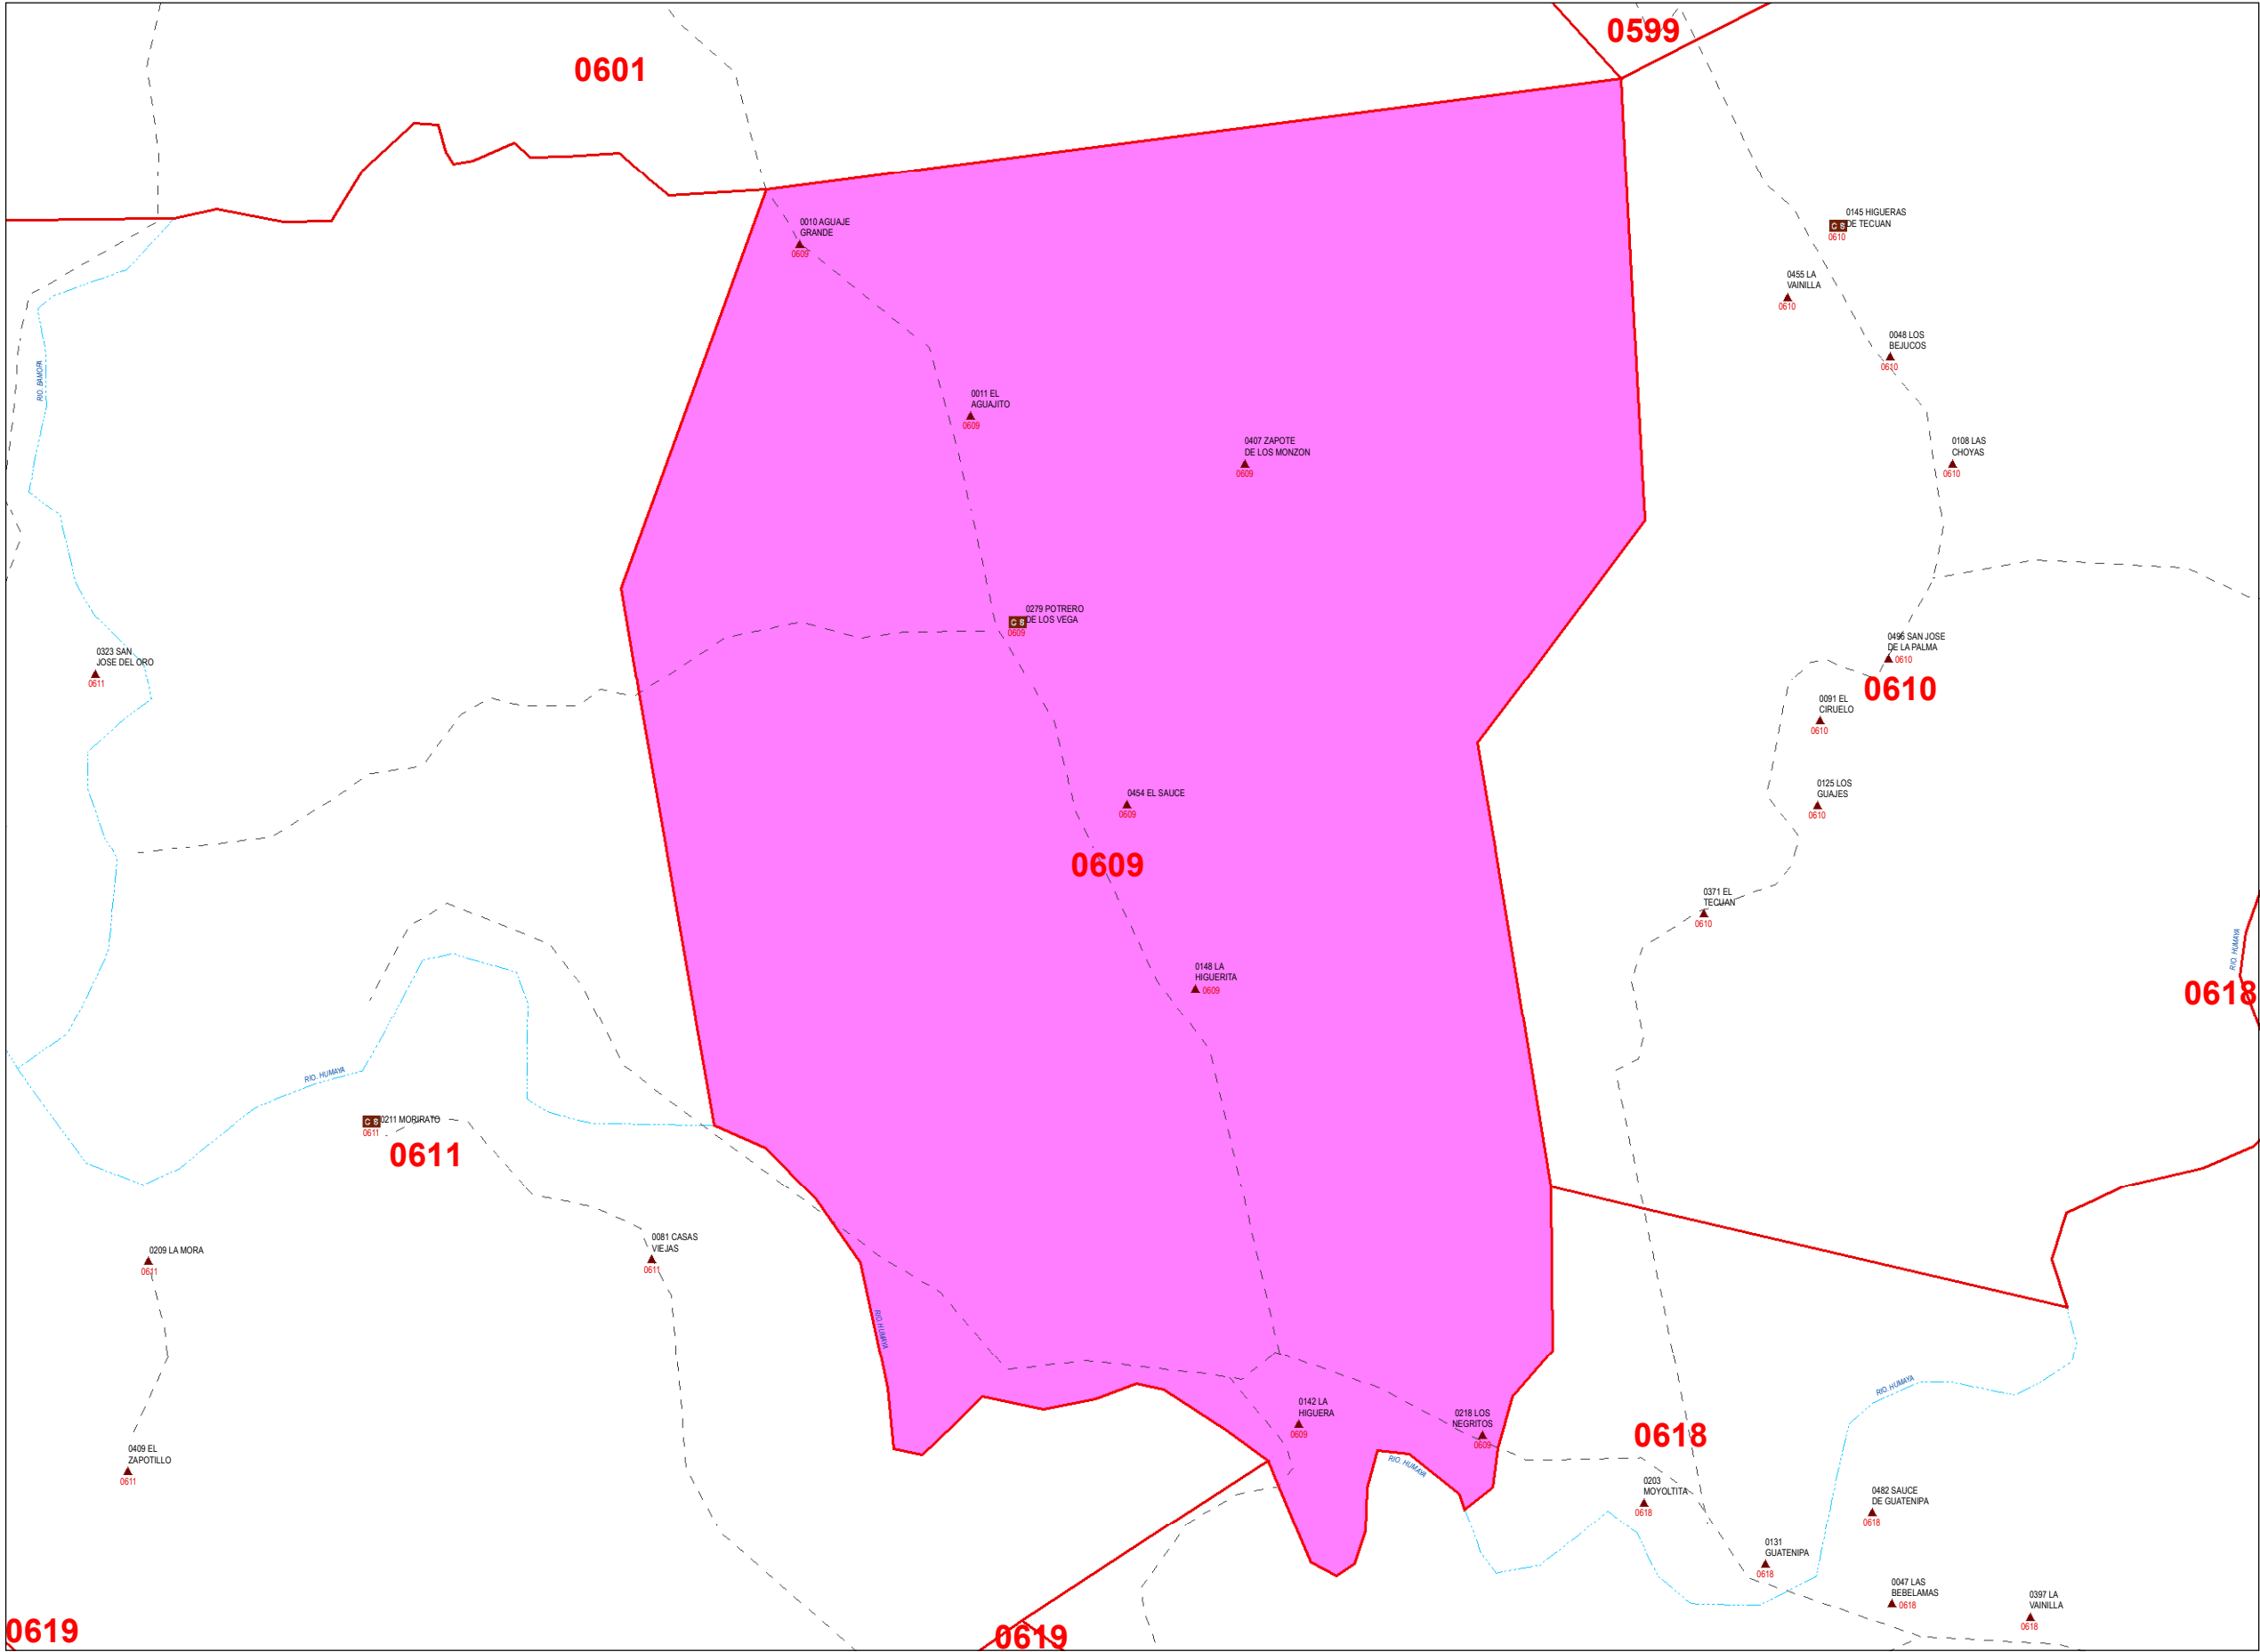 0599
0601
0145 HIGUERAS
DE TECUAN
C S
0610
0010 AGUAJE
GRANDE
0609
0455 LA
VAINILLA
0610
0048 LOS
BEJUCOS
0610
RIO. BAMOPA
0011 EL
AGUAJITO
0609
0407 ZAPOTE
DE LOS MONZON
0609
0108 LAS
CHOYAS
0610
0279 POTRERO
DE LOS VEGA
C S
0609
0323 SAN
JOSE DEL ORO
0611
0496 SAN JOSE
DE LA PALMA
0610
0610
0091 EL
CIRUELO
0610
0454 EL SAUCE
0609
0125 LOS
GUAJES
0610
0609
0371 EL
TECUAN
0610
RIO. HUMAYA
0148 LA
HIGUERITA
0609
0618
RIO. HUMAYA
C S
0211 MORIRATO
0611
0611
0209 LA MORA
0611
0081 CASAS
VIEJAS
0611
RIO. HUMAYA
RIO. HUMAYA
0142 LA
HIGUERA
0609
0218 LOS
NEGRITOS
0609
0618
0409 EL
ZAPOTILLO
0611
RIO. HUMAYA
0203
MOYOLTITA
0618
0482 SAUCE
DE GUATENIPA
0618
0131
GUATENIPA
0618
0047 LAS
BEBELAMAS
0618
0397 LA
VAINILLA
0618
0619
0619